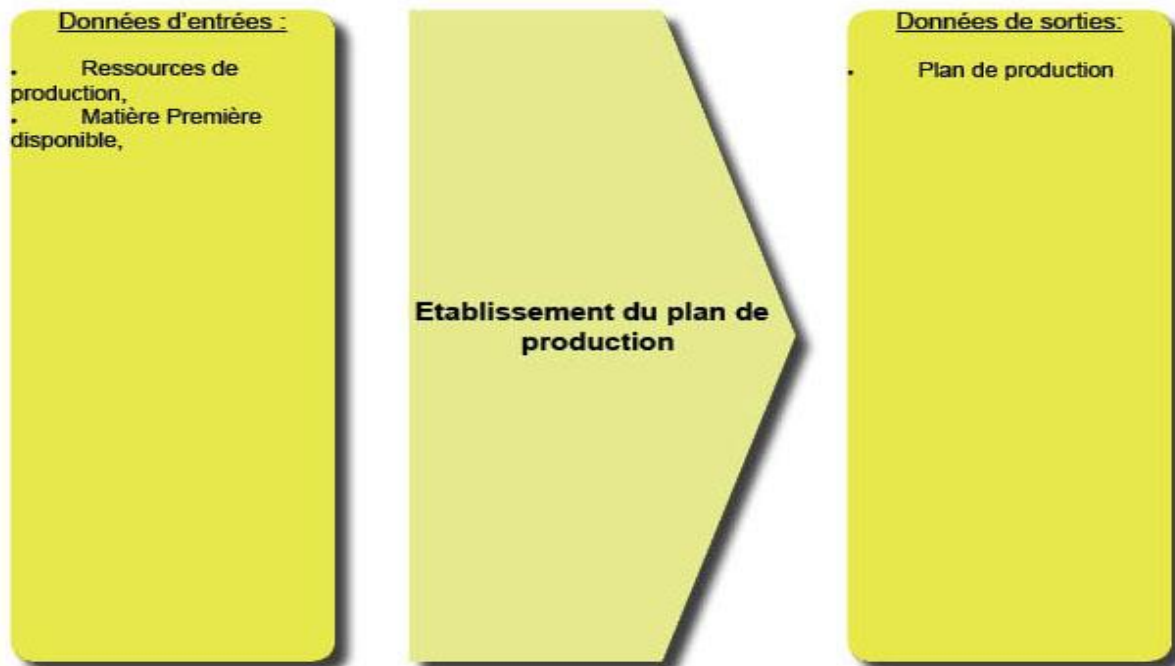 Données d'entrées :
• Ressources de
production,
• Matière Première
disponible,
Etablissement du plan de
production
Données de sorties:
• Plan de production